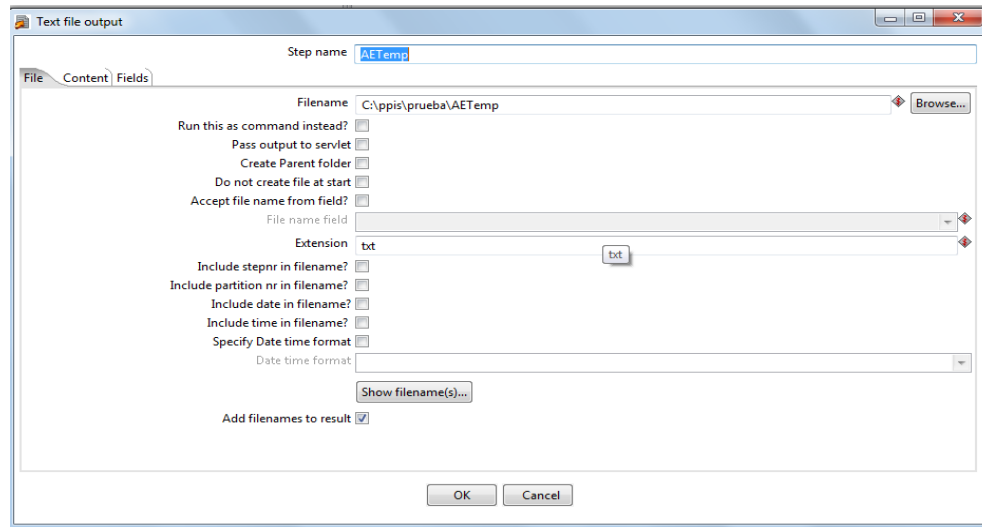 Text file output
Step name AETemp
File Content Fields
Filename C:\ppis\prueba\AETemp Browse...
Run this as command instead?
Pass output to servlet
Create Parent folder
Do not create file at start
Accept file name from field?
File name field
Extension txt
txt
Include stepnr in filename?
Include partition nr in filename?
Include date in filename?
Include time in filename?
Specify Date time format
Date time format
Show filename(s)...
Add filenames to result
OK Cancel